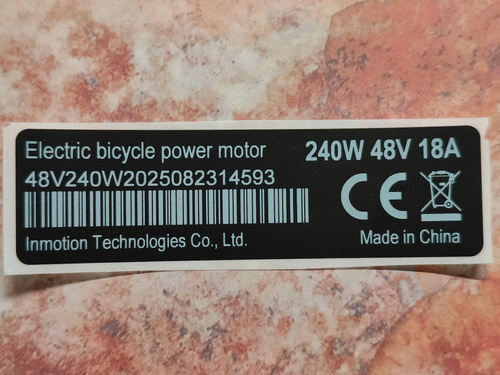 Electric bicycle power motor
240W 48V 18A
48V240W2025082314593
CE
Inmotion Technologies Co., Ltd.
Made in China